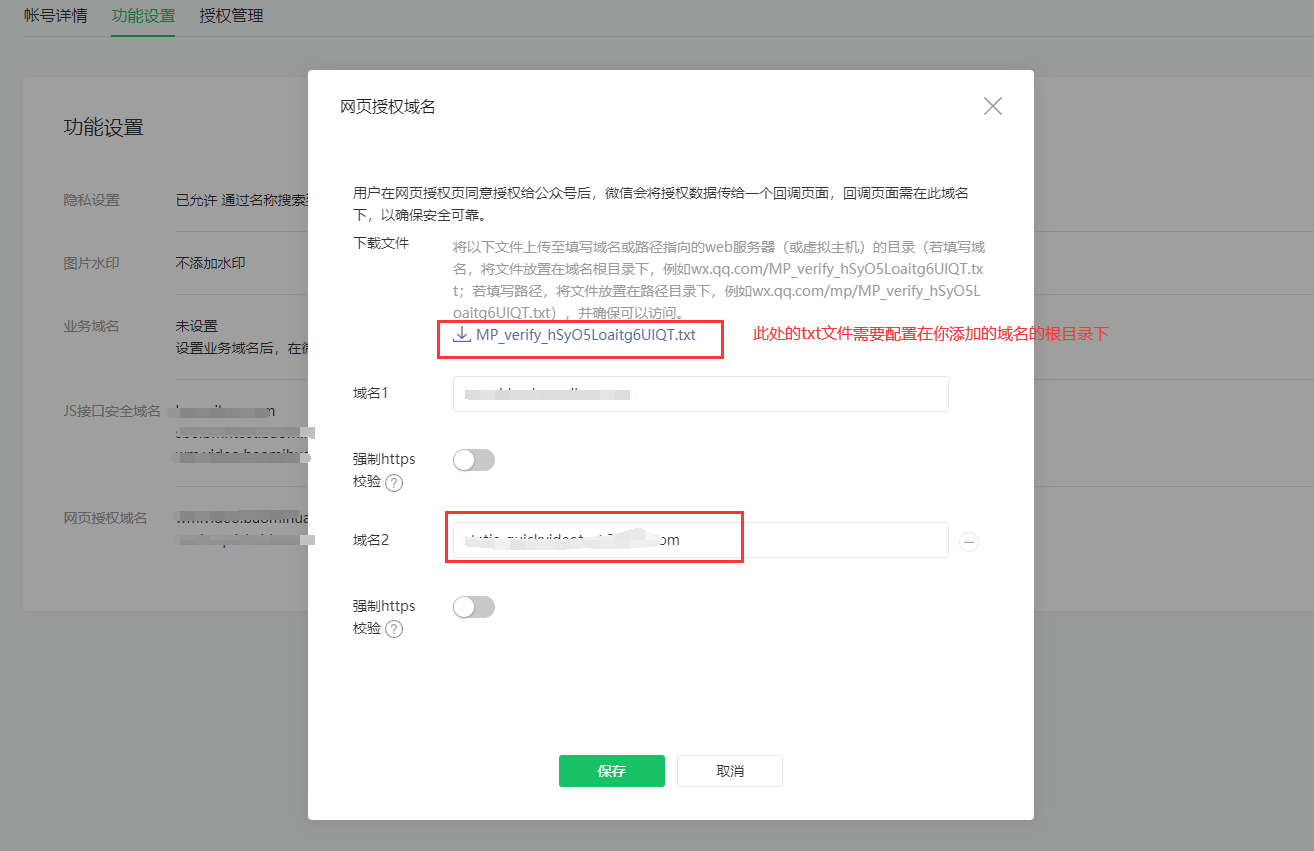 帐号详情 功能设置 授权管理
网页授权域名
功能设置
用户在网页授权页同意授权给公众号后，微信会将授权数据传给一个回调页面，回调页面需在此域名
下，以确保安全可靠。
隐私设置 已允许 通过名称搜索
下载文件
将以下文件上传至填写域名或路径指向的web服务器（或虚拟主机）的目录（若填写域
名，将文件放置在域名根目录下，例如wx.qq.com/MP_verify_hSyO5Loaitg6UIQT.tx
t；若填写路径，将文件放置在路径目录下，例如wx.qq.com/mp/MP_verify_hSyO5L
oaitg6UIQT.txt），并确保可以访问。
图片水印 不添加水印
MP_verify_hSyO5Loaitg6UIQT.txt
此处的txt文件需要配置在你添加的域名的根目录下
业务域名 未设置
设置业务域名后，在微
域名1
JS接口安全域名
强制https
校验 ?
网页授权域名
域名2
om
强制https
校验 ?
保存 取消